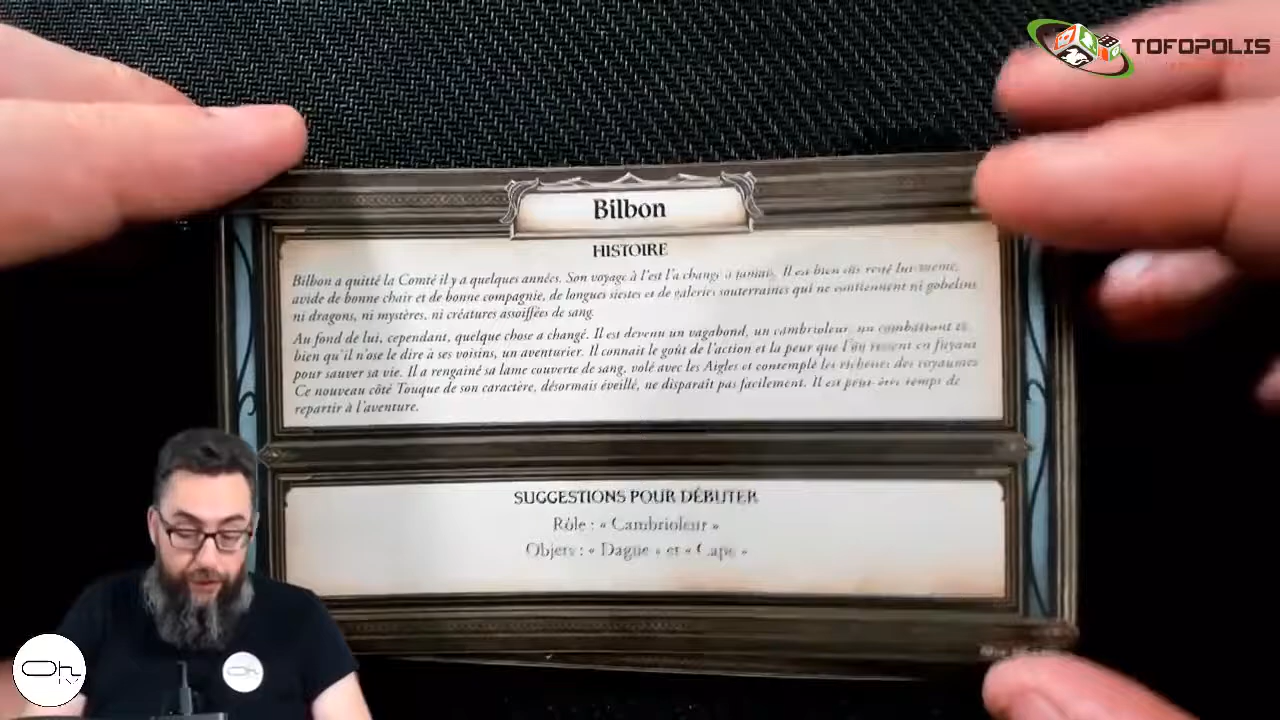 TOFOPOLIS
Bilbon
HISTOIRE
Bilbon a quitté la Comté il y a quelques années. Son voyage à l'est l'a changé à jamais. Il est bien sûr resté lui-même,
avide de bonne chair et de bonne compagnie, de longues siestes et de galeries souterraines qui ne contiennent ni gobelins
ni dragons, ni mystères, ni créatures assoiffées de sang.
Au fond de lui, cependant, quelque chose a changé. Il est devenu un vagabond, un cambrioleur, un combattant et,
bien qu'il n'ose le dire à ses voisins, un aventurier. Il connait le goût de l'action et la peur que l'on ressent en fuyant
pour sauver sa vie. Il a rengainé sa lame couverte de sang, volé avec les Aigles et contemplé les richesses des royaumes
Ce nouveau côté Touque de son caractère, désormais éveillé, ne disparaît pas facilement. Il est peut-être temps de
repartir à l'aventure.
SUGGESTIONS POUR DÉBUTER
Rôle : « Cambrioleur »
Objets : « Dague » et « Cape »
Oh
Oh